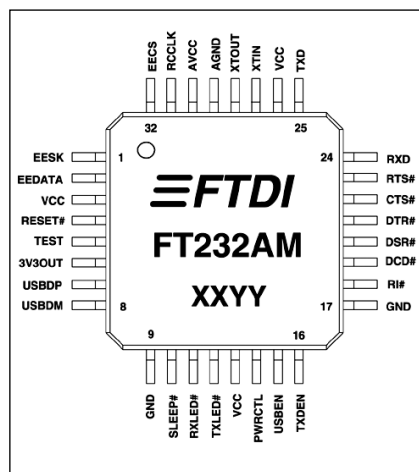 EECS
RCCLK
AVCC
AGND
XTOUT
XTIN
VCC
TXD
32
25
EESK
1
24
RXD
EEDATA
RTS#
VCC
CTS#
RESET#
DTR#
TEST
DSR#
3V3OUT
DCD#
USBDP
RI#
USBDM
8
17
GND
FTDI
FT232AM
XXYY
9
16
GND
SLEEP#
RXLED#
TXLED#
VCC
PWRCTL
USBEN
TXDEN